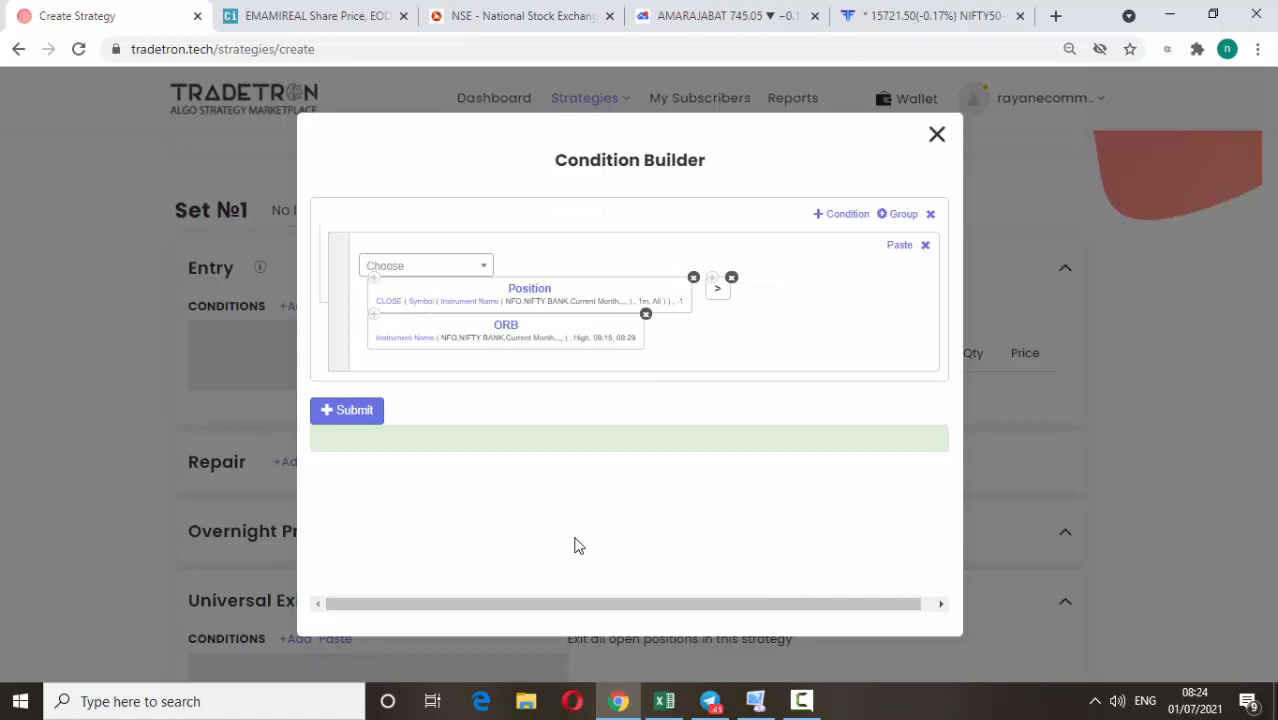 Create Strategy
EMAMIREAL Share Price, EOD
NSE - National Stock Exchang
AMARAJABAT 745.05 ▼ −0.1
* 15721.50(-0.17%) NIFTY50-
tradetron.tech/strategies/create
TRADETRON
ALGO STRATEGY MARKETPLACE
Dashboard
Strategies
My Subscribers
Reports
Wallet
rayanecomm..
Condition Builder
Set №1
No l
+ Condition
Group
Paste
Entry
Choose
Position
CLOSE ( Symbol ( Instrument Name ( NFO,NIFTY BANK,Current Month,,,, ) , 1m, All ) ) , -1
>
CONDITIONS
+Ad
ORB
Instrument Name ( NFO,NIFTY BANK,Current Month,,,, ) , High, 09:15, 09:29
Qty
Price
+ Submit
Repair
+Ad
Overnight Pr
Universal Ex
CONDITIONS
+Add
Paste
Exit all open positions in this strategy
Type here to search
45
ENG
08:24
01/07/2021
9